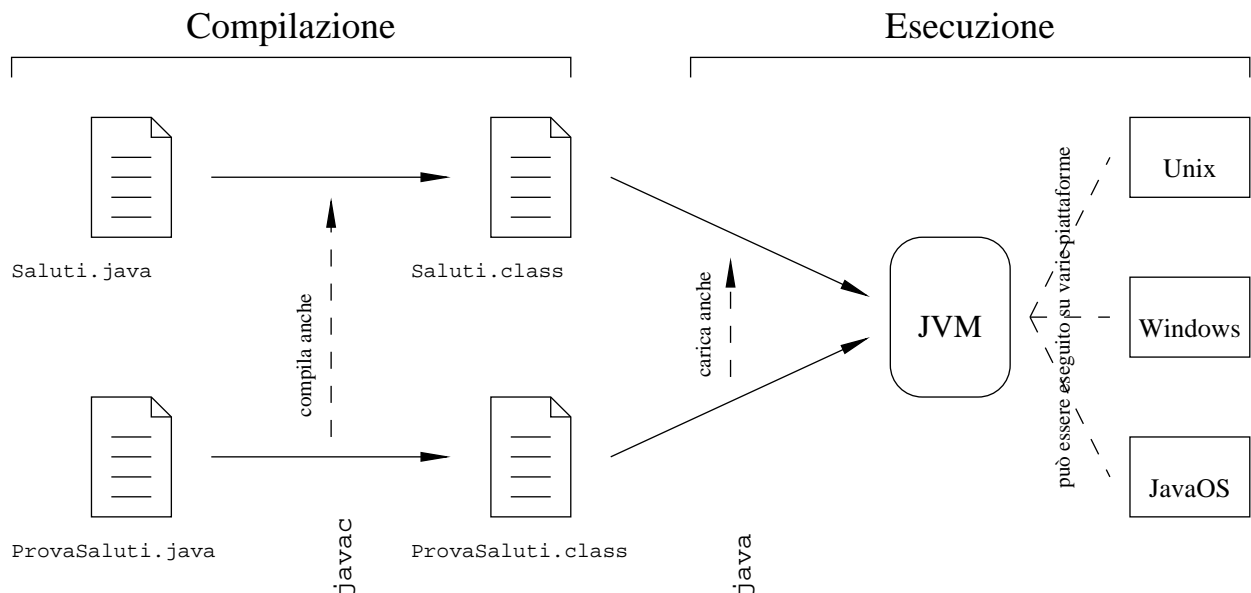 Compilazione
Esecuzione
Saluti.java
Saluti.class
compila anche
carica anche
JVM
può essere eseguito su varie piattaforme
Unix
Windows
JavaOS
ProvaSaluti.java
javac
ProvaSaluti.class
java